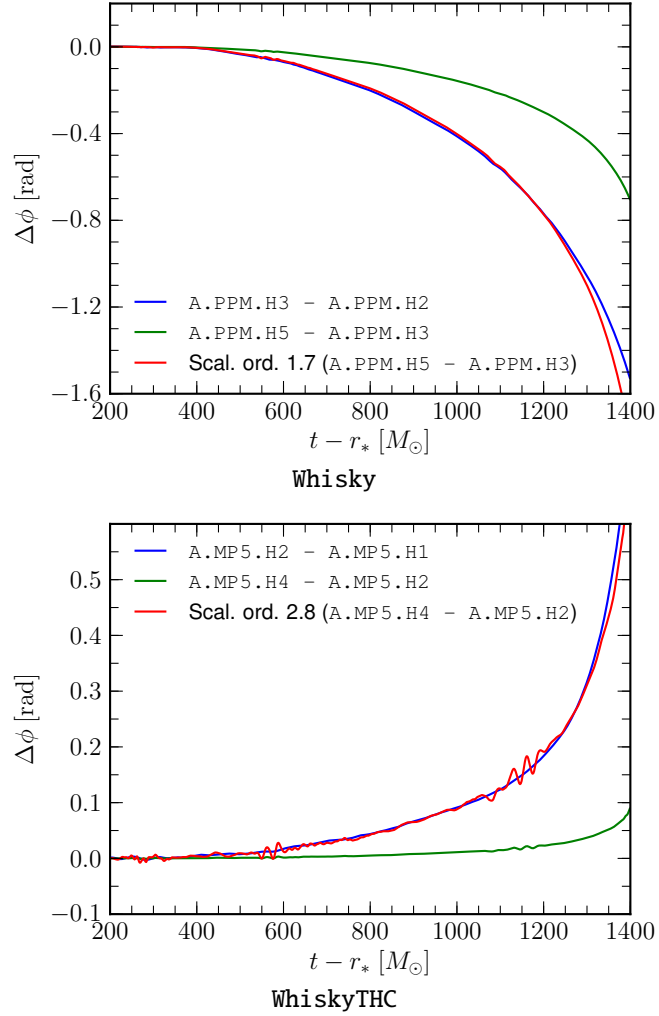 0.0
−0.4
−0.8
−1.2
−1.6
Δϕ [rad]
A.PPM.H3 − A.PPM.H2
A.PPM.H5 − A.PPM.H3
Scal. ord. 1.7 (A.PPM.H5 − A.PPM.H3)
200 400 600 800 1000 1200 1400
t − r* [M⊙]
Whisky
0.5
0.4
0.3
0.2
0.1
0.0
−0.1
Δϕ [rad]
A.MP5.H2 − A.MP5.H1
A.MP5.H4 − A.MP5.H2
Scal. ord. 2.8 (A.MP5.H4 − A.MP5.H2)
200 400 600 800 1000 1200 1400
t − r* [M⊙]
WhiskyTHC